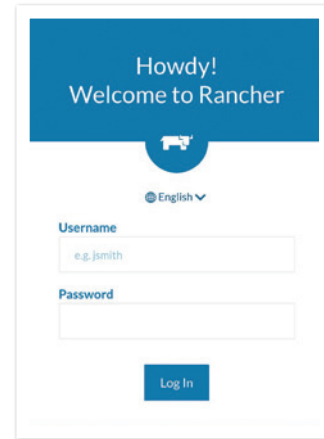 Howdy!
Welcome to Rancher
English
Username
e.g. jsmith
Password
Log In